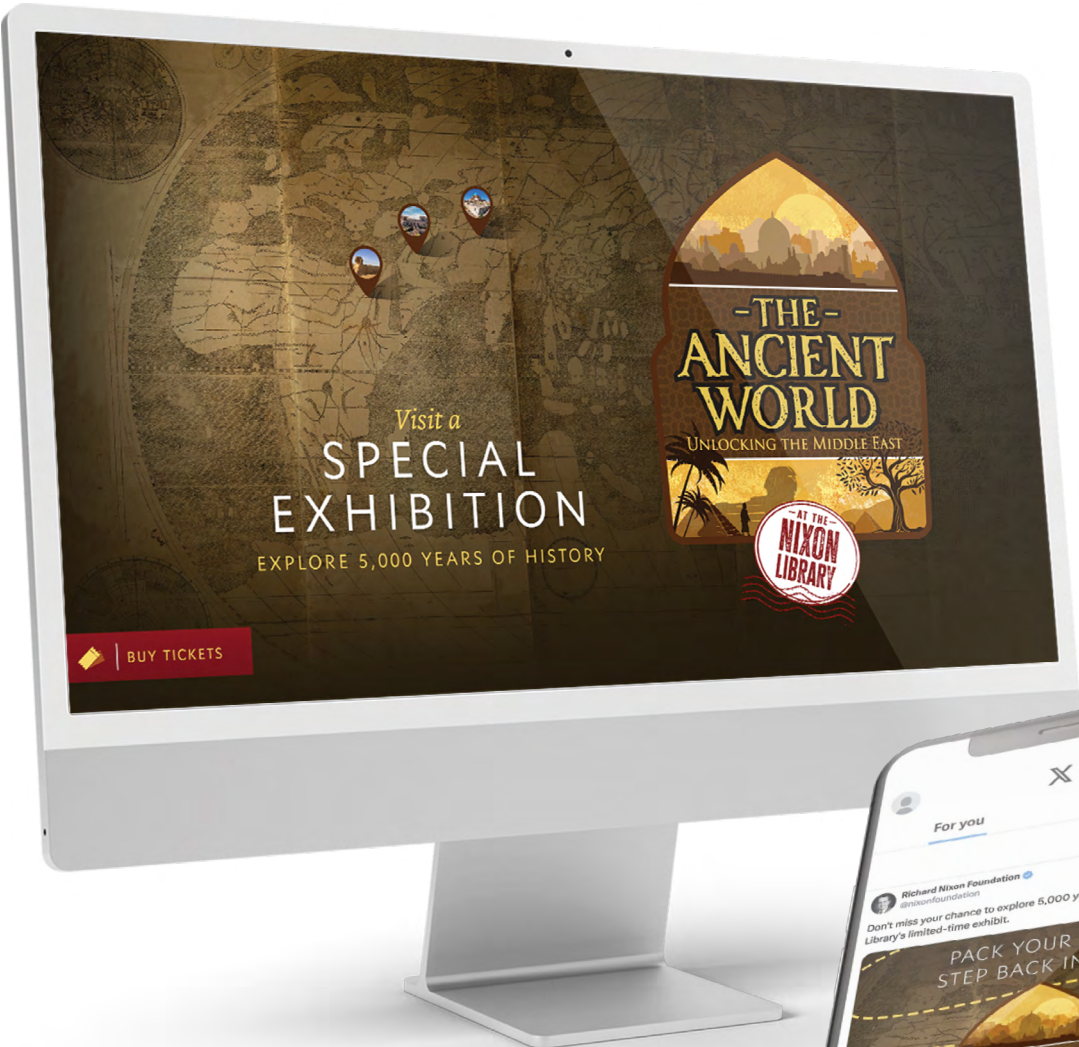 Visit a
SPECIAL
EXHIBITION
EXPLORE 5,000 YEARS OF HISTORY
BUY TICKETS
-THE-
ANCIENT
WORLD
UNLOCKING THE MIDDLE EAST
-AT THE-
NIXON
LIBRARY
X
For you
Richard Nixon Foundation
@nixonfoundation
Don't miss your chance to explore 5,000 y
Library's limited-time exhibit.
PACK YOUR
STEP BACK IN